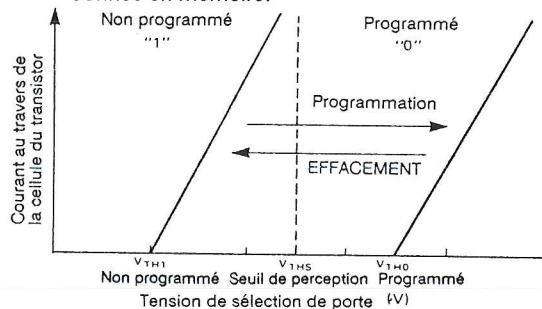 Non programmé
"1"
Programmé
"0"
Courant au travers de
la cellule du transistor
Programmation
EFFACEMENT
VTH1
VTHS
VTH0
Non programmé
Seuil de perception
Programmé
Tension de sélection de porte (V)